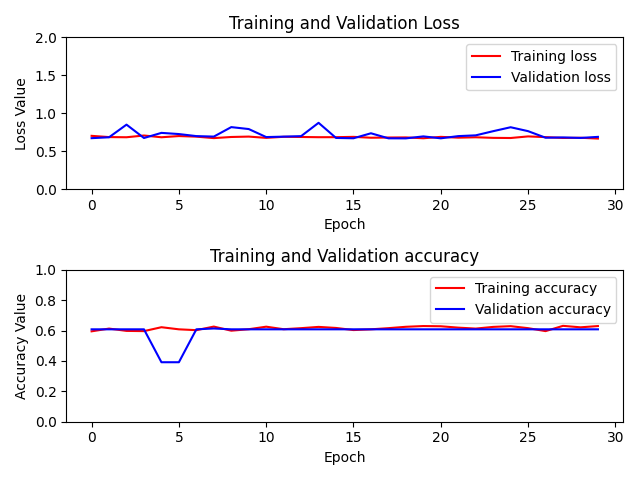 Training and Validation Loss
2.0
1.5
1.0
0.5
0.0
Loss Value
Training loss
Validation loss
0 5 10 15 20 25 30
Epoch
Training and Validation accuracy
1.0
0.8
0.6
0.4
0.2
0.0
Accuracy Value
Training accuracy
Validation accuracy
0 5 10 15 20 25 30
Epoch